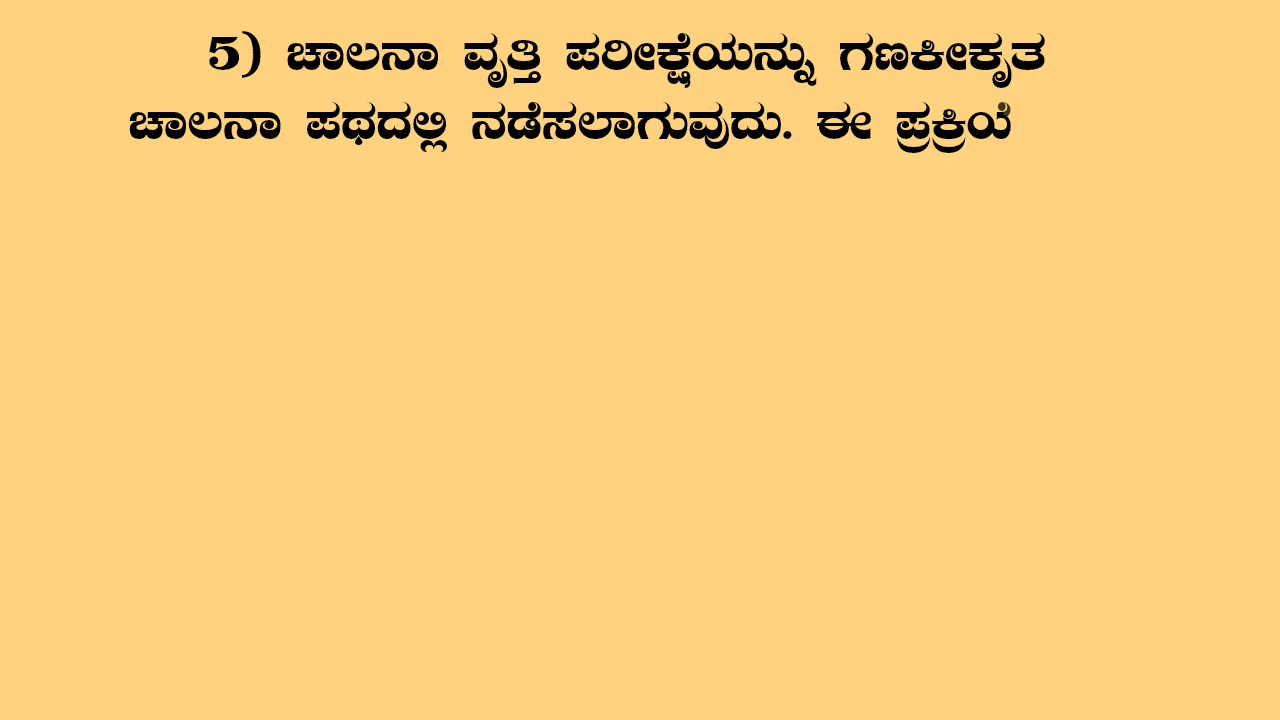 5) ಚಾಲನಾ ವೃತ್ತಿ ಪರೀಕ್ಷೆಯನ್ನು ಗಣಕೀಕೃತ
ಚಾಲನಾ ಪಥದಲ್ಲಿ ನಡೆಸಲಾಗುವುದು. ಈ ಪ್ರಕ್ರಿಯೆ